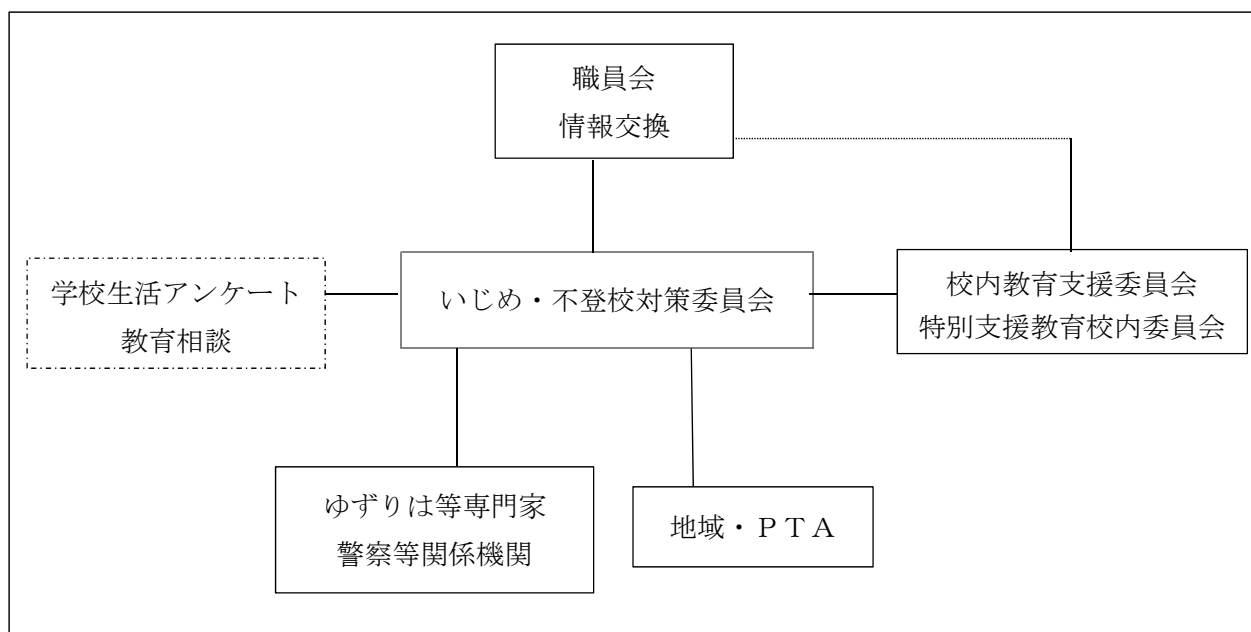 職員会
情報交換
学校生活アンケート
教育相談
いじめ・不登校対策委員会
校内教育支援委員会
特別支援教育校内委員会
ゆずりは等専門家
警察等関係機関
地域・ＰＴＡ